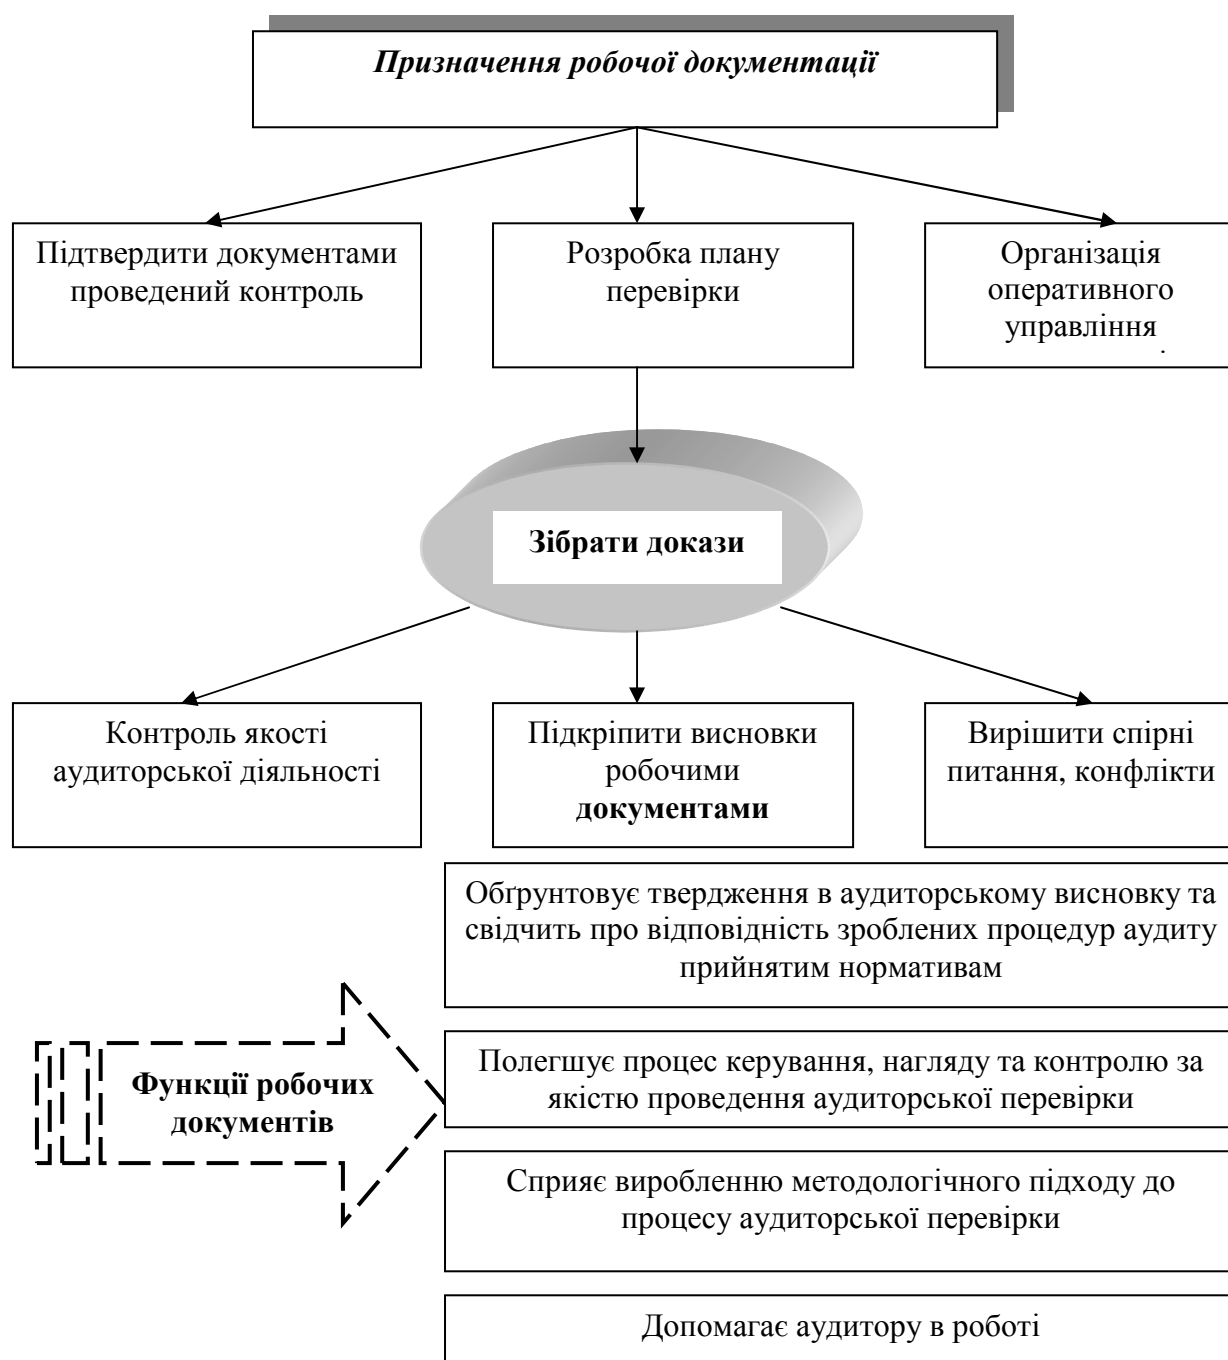 Призначення робочої документації
Підтвердити документами
проведений контроль
Розробка плану
перевірки
Організація
оперативного
управління
Зібрати докази
Контроль якості
аудиторської діяльності
Підкріпити висновки
робочими
документами
Вирішити спірні
питання, конфлікти
Обґрунтовує твердження в аудиторському висновку та
свідчить про відповідність зроблених процедур аудиту
прийнятим нормативам
Функції робочих
документів
Полегшує процес керування, нагляду та контролю за
якістю проведення аудиторської перевірки
Сприяє виробленню методологічного підходу до
процесу аудиторської перевірки
Допомагає аудитору в роботі